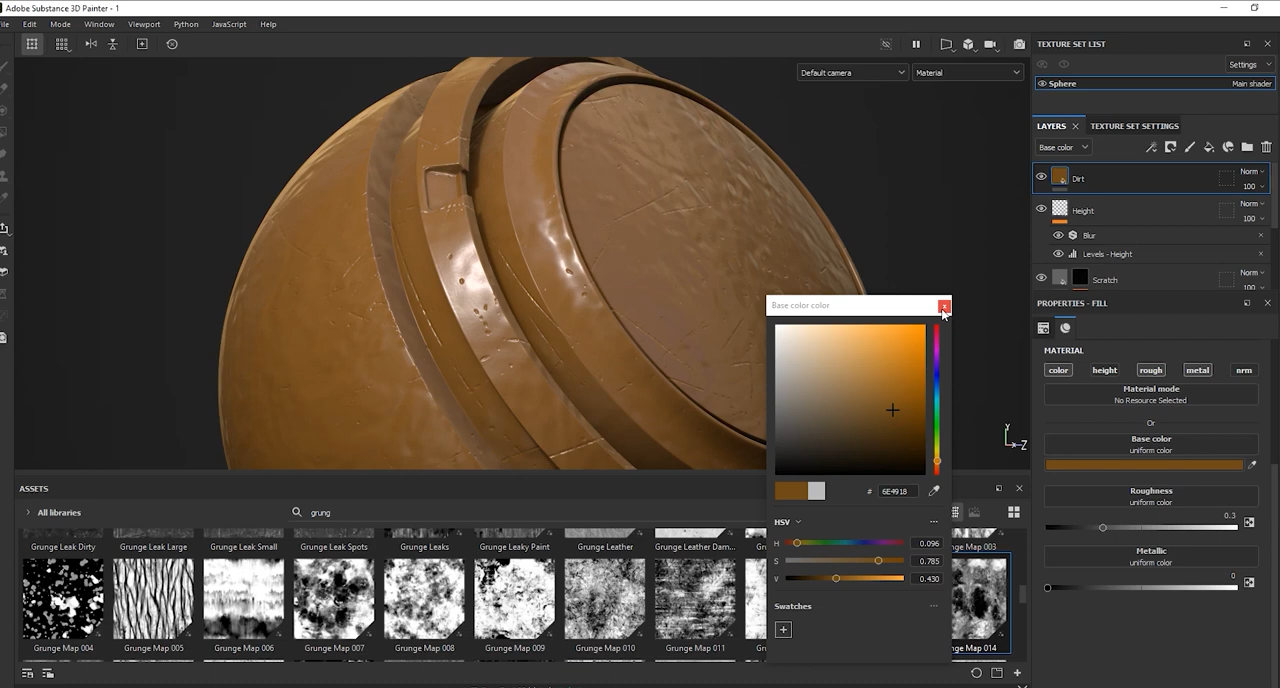 Adobe Substance 3D Painter - 1
File Edit Mode Window Viewport Python JavaScript Help
Default camera
Material
TEXTURE SET LIST
Settings
Sphere Main shader
LAYERS TEXTURE SET SETTINGS
Base color
Dirt Norm
100
Height Norm
100
Blur
Levels - Height
Scratch Norm
100
PROPERTIES - FILL
MATERIAL
color height rough metal nrm
Material mode
No Resource Selected
Or
Base color
uniform color
Roughness
uniform color
0.3
Metallic
uniform color
0
Base color color
# 6E4918
HSV
H 0.096
S 0.785
V 0.430
Swatches
Y
Z
ASSETS
All libraries
grung
Grunge Leak Dirty Grunge Leak Large Grunge Leak Small Grunge Leak Spots Grunge Leaks Grunge Leaky Paint Grunge Leather Grunge Leather Dam... nge Map 003
Grunge Map 004 Grunge Map 005 Grunge Map 006 Grunge Map 007 Grunge Map 008 Grunge Map 009 Grunge Map 010 Grunge Map 011 nge Map 014